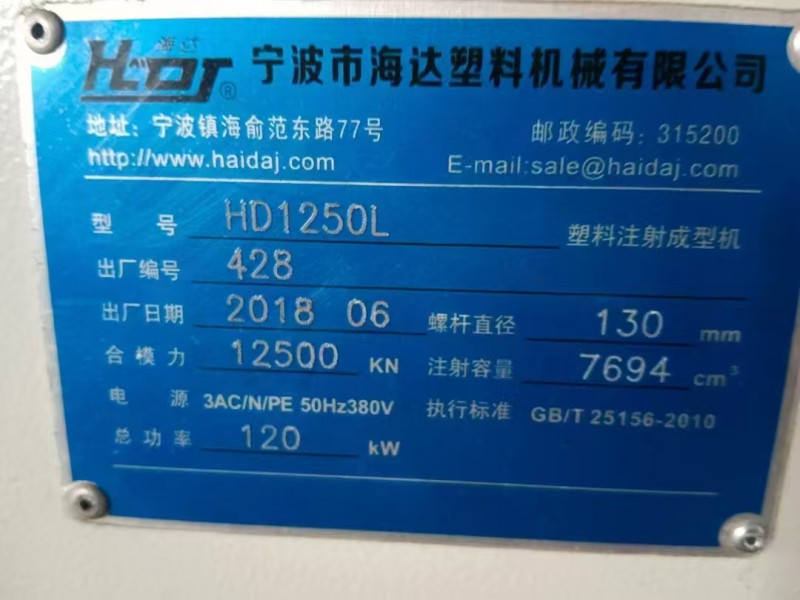 海达
HDJ® 宁波市海达塑料机械有限公司
地址: 宁波镇海俞范东路77号 邮政编码: 315200
http://www.haidaj.com E-mail:sale@haidaj.com
型 号 HD1250L 塑料注射成型机
出厂编号 428
出厂日期 2018 06 螺杆直径 130 mm
合模力 12500 KN 注射容量 7694 cm³
电 源 3AC/N/PE 50Hz380V 执行标准 GB/T 25156-2010
总功率 120 kW